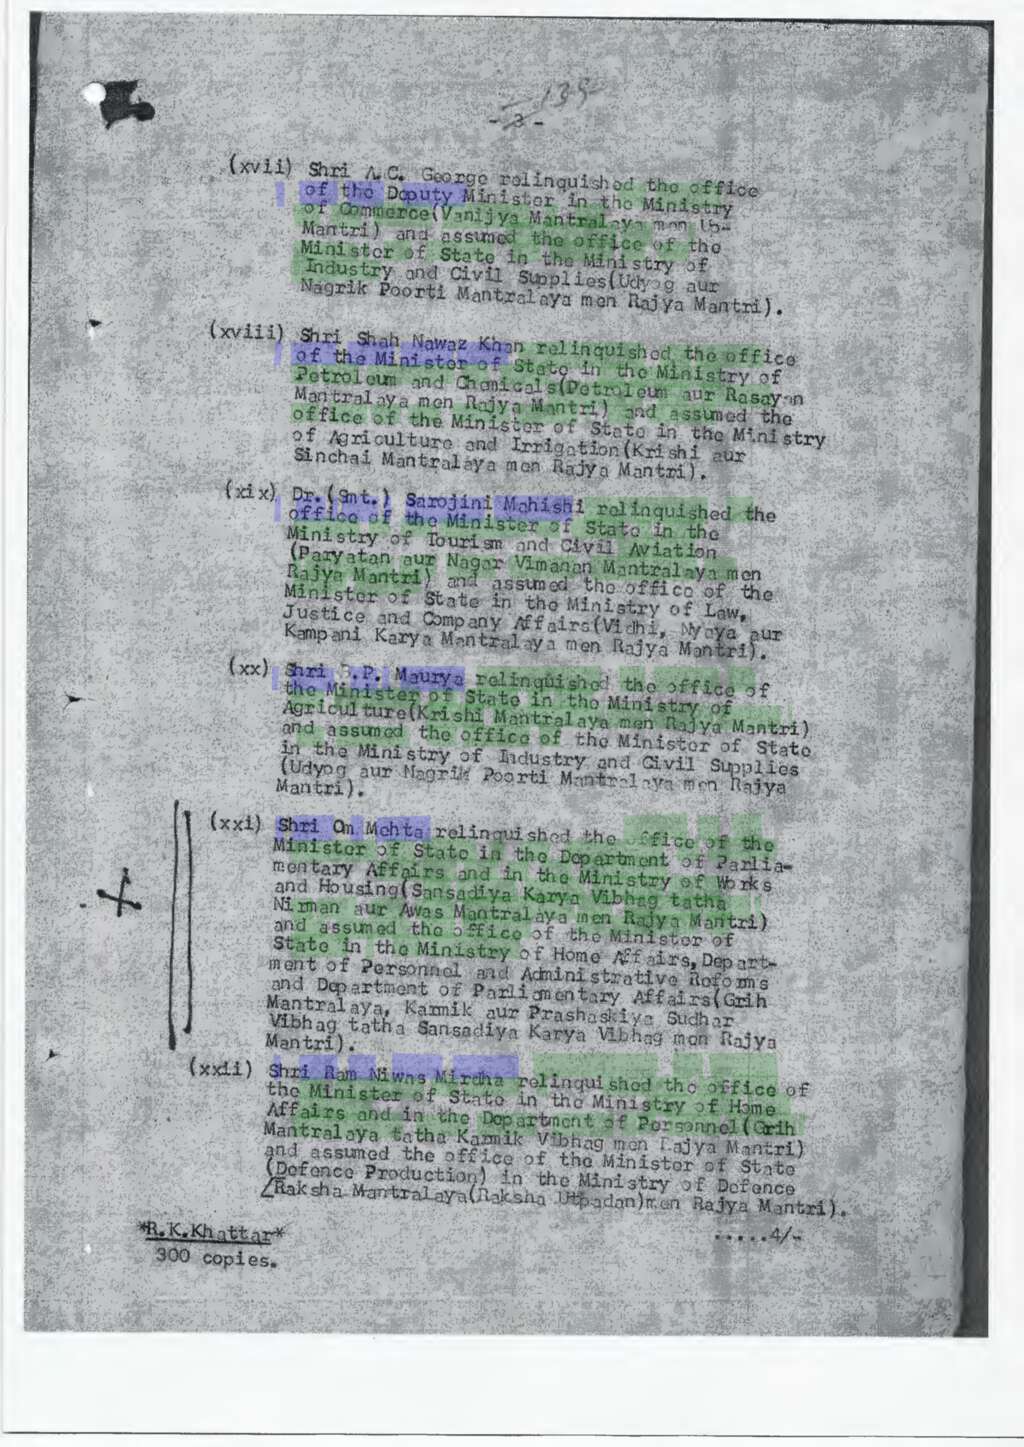 - 139
- 3 -
(xvii) Shri A.C. George relinquished the office
of the Deputy Minister in the Ministry
of Commerce(Vanijya Mantralaya men Up-
Mantri) and assumed the office of the
Minister of State in the Ministry of
Industry and Civil Supplies(Udyog aur
Nagrik Poorti Mantralaya men Rajya Mantri).
(xviii) Shri Shah Nawaz Khan relinquished the office
of the Minister of State in the Ministry of
Petroleum and Chemicals(Petroleum aur Rasayan
Mantralaya men Rajya Mantri) and assumed the
office of the Minister of State in the Ministry
of Agriculture and Irrigation(Krishi aur
Sinchai Mantralaya men Rajya Mantri).
(xix) Dr.(Smt.) Sarojini Mahishi relinquished the
office of the Minister of State in the
Ministry of Tourism and Civil Aviation
(Paryatan aur Nagar Vimanan Mantralaya men
Rajya Mantri) and assumed the office of the
Minister of State in the Ministry of Law,
Justice and Company Affairs(Vidhi, Nyaya aur
Kampani Karya Mantralaya men Rajya Mantri).
(xx) Shri B.P. Maurya relinquished the office of
the Minister of State in the Ministry of
Agriculture(Krishi Mantralaya men Rajya Mantri)
and assumed the office of the Minister of State
in the Ministry of Industry and Civil Supplies
(Udyog aur Nagrik Poorti Mantralaya men Rajya
Mantri).
(xxi) Shri Om Mehta relinquished the office of the
Minister of State in the Department of Parlia-
mentary Affairs and in the Ministry of Works
and Housing(Sansadiya Karya Vibhag tatha
Nirman aur Awas Mantralaya men Rajya Mantri)
and assumed the office of the Minister of
State in the Ministry of Home Affairs,Depart-
ment of Personnel and Administrative Reforms
and Department of Parliamentary Affairs(Grih
Mantralaya, Karmik aur Prashaskiya Sudhar
Vibhag tatha Sansadiya Karya Vibhag men Rajya
Mantri).
(xxii) Shri Ram Niwas Mirdha relinquished the office of
the Minister of State in the Ministry of Home
Affairs and in the Department of Personnel(Grih
Mantralaya tatha Karmik Vibhag men Rajya Mantri)
and assumed the office of the Minister of State
(Defence Production) in the Ministry of Defence
/Raksha Mantralaya(Raksha Utpadan)men Rajya Mantri).
*R.K.Khattar*
300 copies.
.....4/-